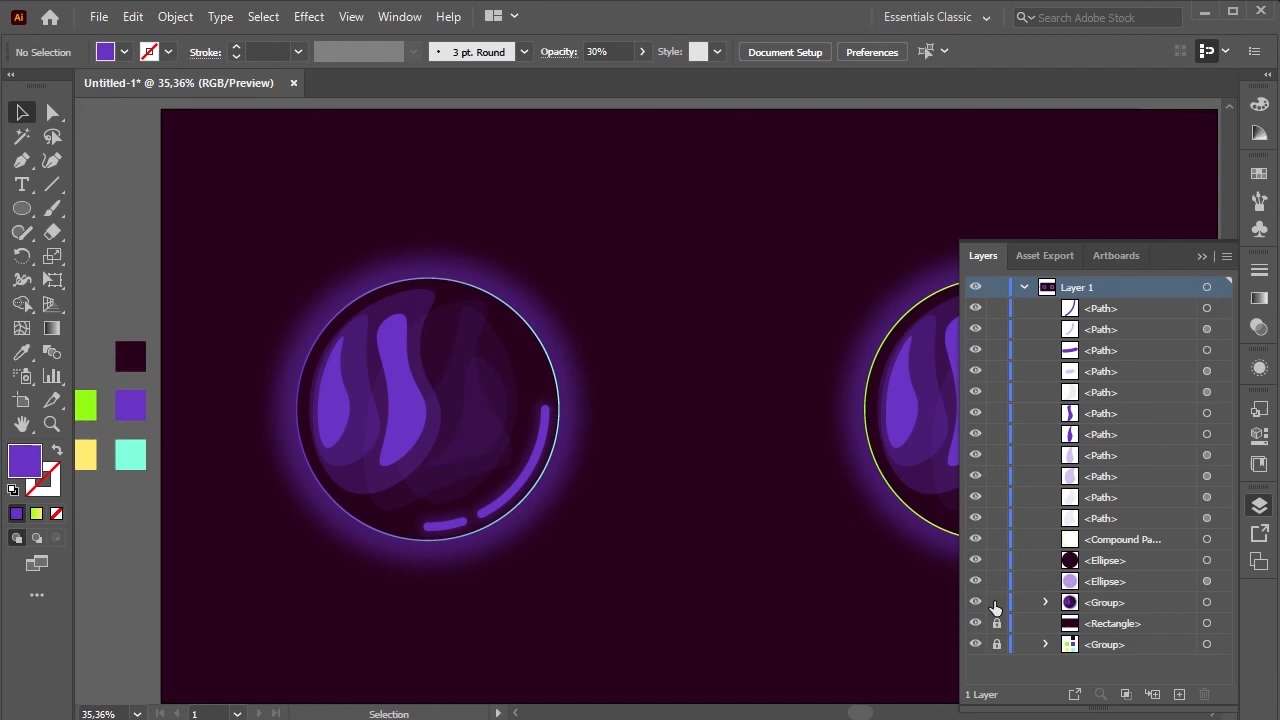 Ai File Edit Object Type Select Effect View Window Help Essentials Classic Search Adobe Stock
No Selection Stroke: 3 pt. Round Opacity: 30% Style: Document Setup Preferences
Untitled-1* @ 35,36% (RGB/Preview)
Layers Asset Export Artboards
Layer 1
<Path>
<Path>
<Path>
<Path>
<Path>
<Path>
<Path>
<Path>
<Path>
<Path>
<Path>
<Compound Pa...
<Ellipse>
<Ellipse>
<Group>
<Rectangle>
<Group>
1 Layer
35,36% 1 Selection